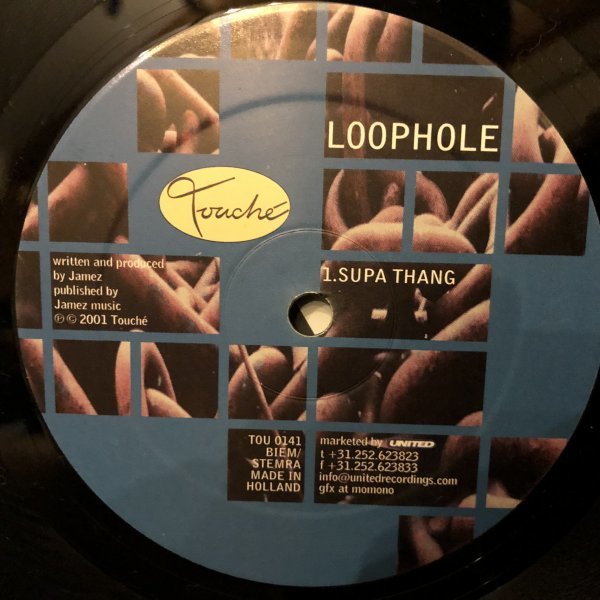 LOOPHOLE
Touché
written and produced
by Jamez
published by
Jamez music
℗ © 2001 Touché
1.SUPA THANG
TOU 0141
BIEM/
STEMRA
MADE IN
HOLLAND
marketed by UNITED
t +31.252.623823
f +31.252.623833
info@unitedrecordings.com
gfx at momono